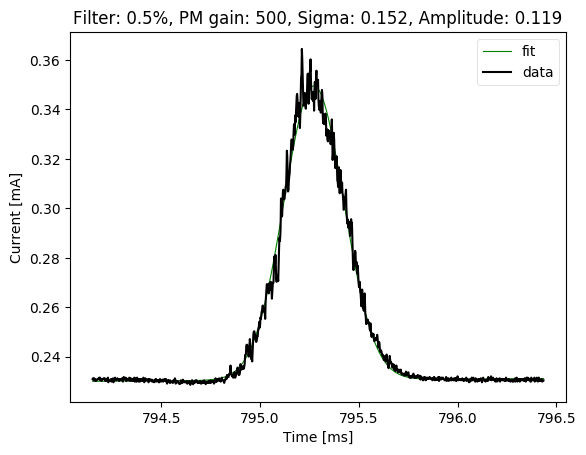 Filter: 0.5%, PM gain: 500, Sigma: 0.152, Amplitude: 0.119
fit
data
0.36
0.34
0.32
0.30
0.28
0.26
0.24
Current [mA]
794.5 795.0 795.5 796.0 796.5
Time [ms]